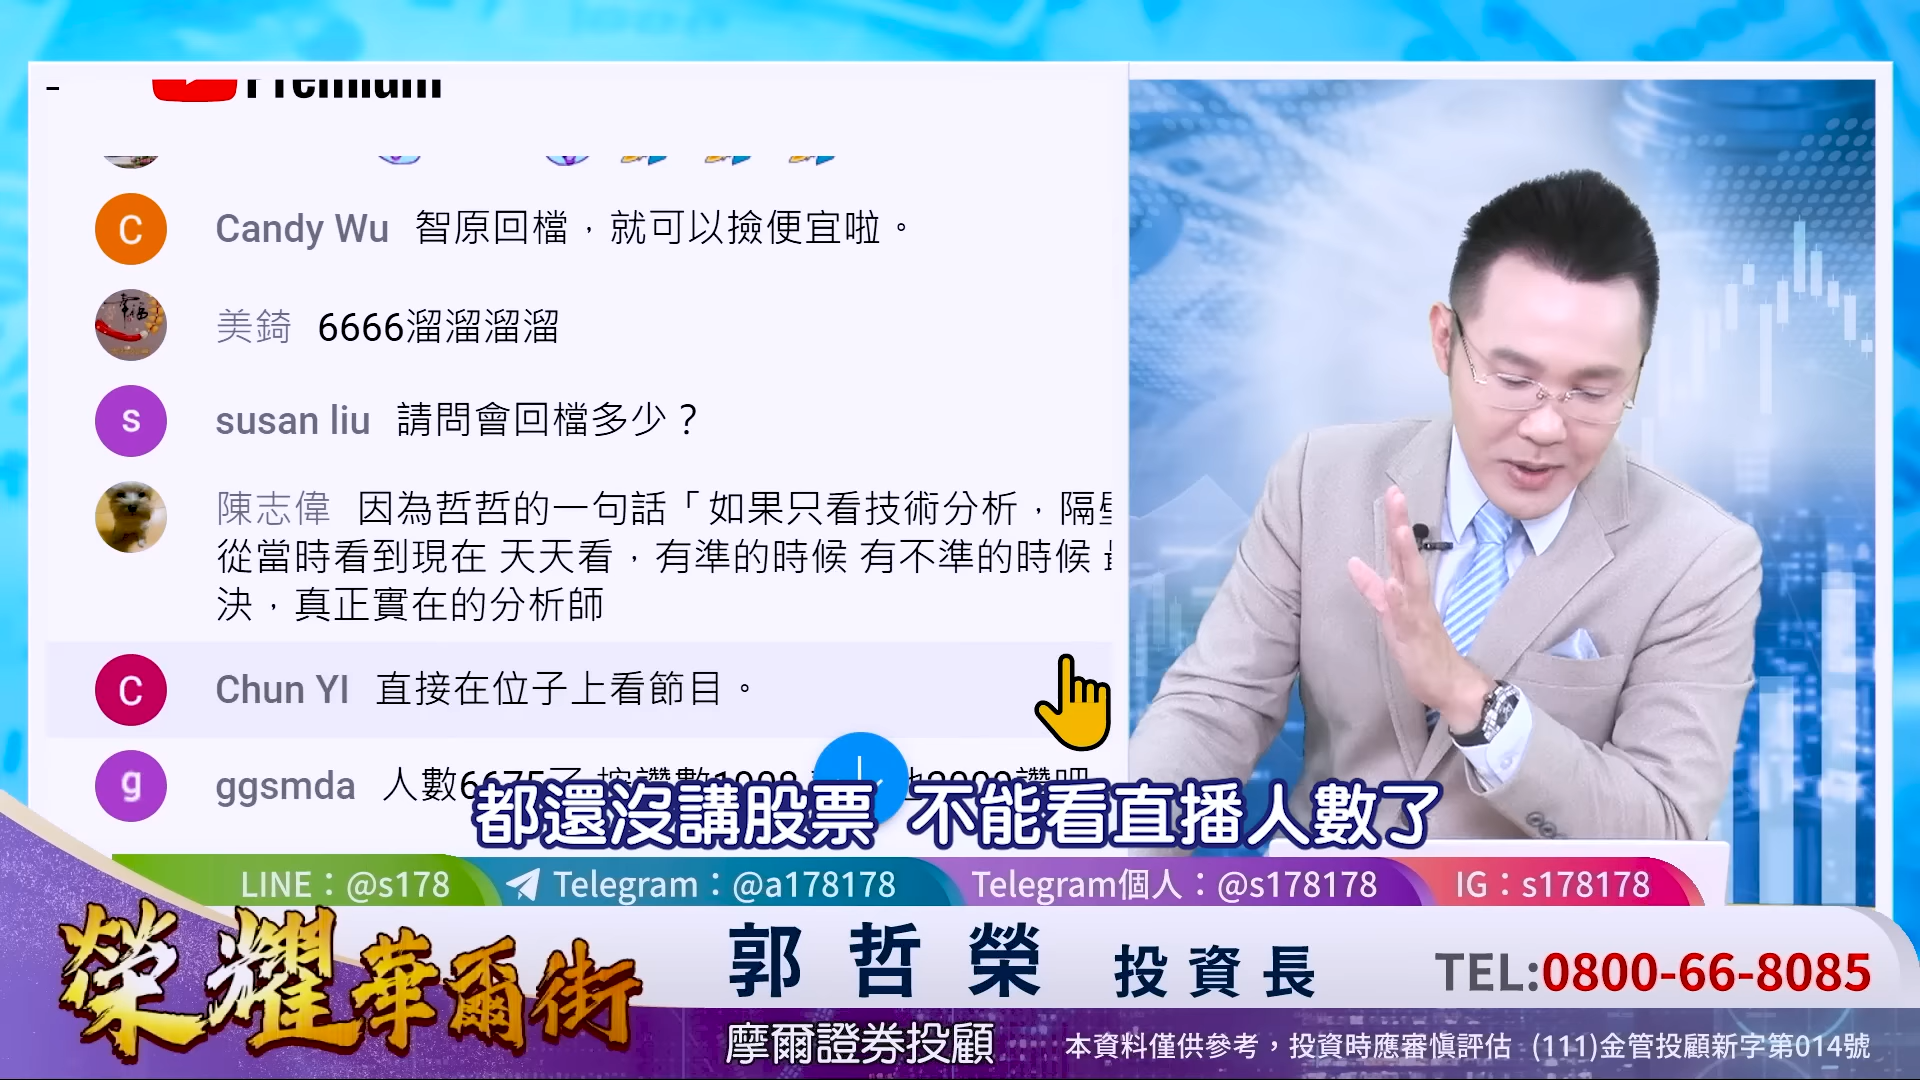 Premium
C Candy Wu 智原回檔，就可以撿便宜啦。
美錡 6666溜溜溜溜
s susan liu 請問會回檔多少？
陳志偉 因為哲哲的一句話「如果只看技術分析，隔
從當時看到現在 天天看，有準的時候 有不準的時候
決，真正實在的分析師
C Chun YI 直接在位子上看節目。
g ggsmda 人數6675了
都還沒講股票 不能看直播人數了
LINE：@s178 Telegram：@a178178 Telegram個人：@s178178 IG：s178178
榮耀華爾街
郭哲榮 投資長 TEL:0800-66-8085
摩爾證券投顧 本資料僅供參考，投資時應審慎評估 (111)金管投顧新字第014號